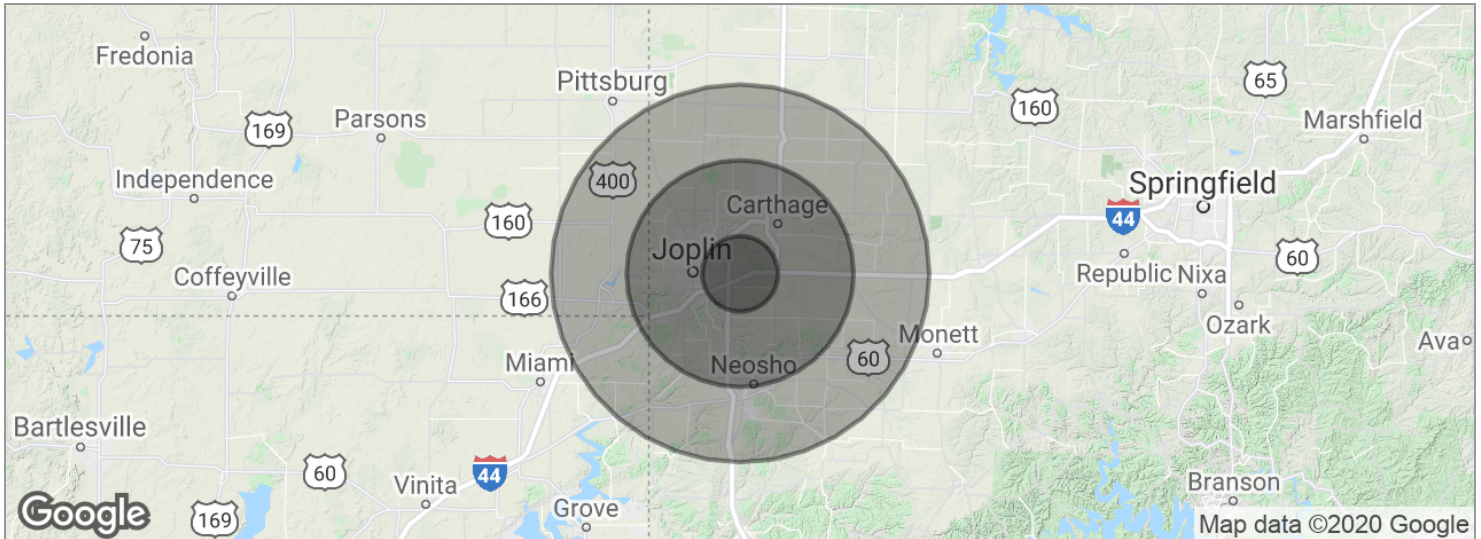 Fredonia
65
Pittsburg
160
169
Parsons
Marshfield
Independence
400
Springfield
Carthage
160
44
75
Joplin
60
Coffeyville
166
Republic
Nixa
Ozark
Monett
Ava
Miami
Neosho
60
Bartlesville
60
44
Vinita
Branson
Grove
169
Google
Map data ©2020 Google